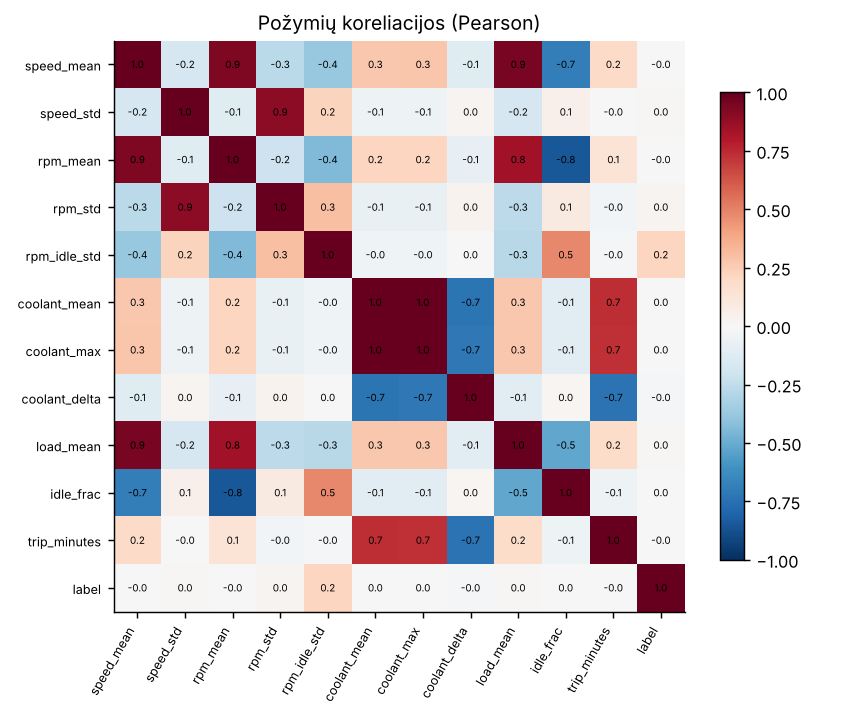 Požymių koreliacijos (Pearson)
speed_mean 1.0 -0.2 0.9 -0.3 -0.4 0.3 0.3 -0.1 0.9 -0.7 0.2 -0.0
speed_std -0.2 1.0 -0.1 0.9 0.2 -0.1 -0.1 0.0 -0.2 0.1 -0.0 0.0
rpm_mean 0.9 -0.1 1.0 -0.2 -0.4 0.2 0.2 -0.1 0.8 -0.8 0.1 -0.0
rpm_std -0.3 0.9 -0.2 1.0 0.3 -0.1 -0.1 0.0 -0.3 0.1 -0.0 0.0
rpm_idle_std -0.4 0.2 -0.4 0.3 1.0 -0.0 -0.0 0.0 -0.3 0.5 -0.0 0.2
coolant_mean 0.3 -0.1 0.2 -0.1 -0.0 1.0 1.0 -0.7 0.3 -0.1 0.7 0.0
coolant_max 0.3 -0.1 0.2 -0.1 -0.0 1.0 1.0 -0.7 0.3 -0.1 0.7 0.0
coolant_delta -0.1 0.0 -0.1 0.0 0.0 -0.7 -0.7 1.0 -0.1 0.0 -0.7 -0.0
load_mean 0.9 -0.2 0.8 -0.3 -0.3 0.3 0.3 -0.1 1.0 -0.5 0.2 0.0
idle_frac -0.7 0.1 -0.8 0.1 0.5 -0.1 -0.1 0.0 -0.5 1.0 -0.1 0.0
trip_minutes 0.2 -0.0 0.1 -0.0 -0.0 0.7 0.7 -0.7 0.2 -0.1 1.0 -0.0
label -0.0 0.0 -0.0 0.0 0.2 0.0 0.0 -0.0 0.0 0.0 -0.0 1.0
speed_mean
speed_std
rpm_mean
rpm_std
rpm_idle_std
coolant_mean
coolant_max
coolant_delta
load_mean
idle_frac
trip_minutes
label
1.00
0.75
0.50
0.25
0.00
−0.25
−0.50
−0.75
−1.00